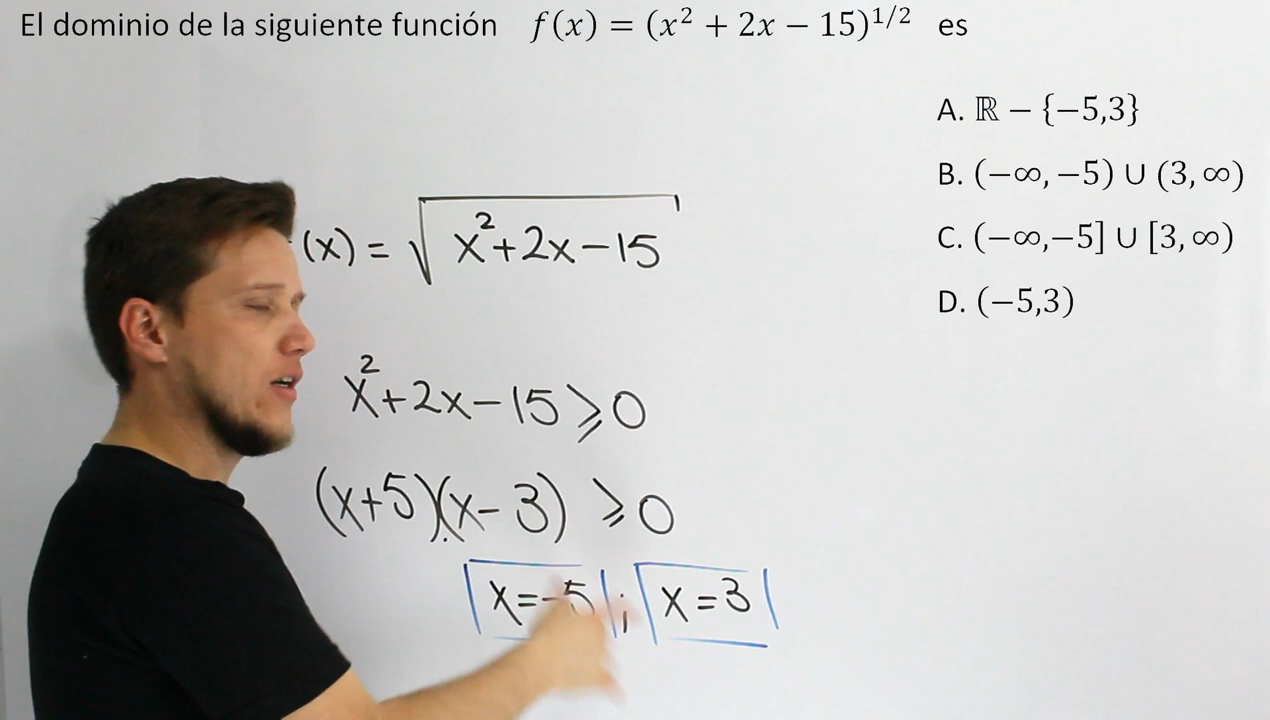 El dominio de la siguiente función f(x) = (x² + 2x − 15)^{1/2} es
A. ℝ − {−5,3}
B. (−∞, −5) ∪ (3, ∞)
C. (−∞,−5] ∪ [3, ∞)
D. (−5,3)
(x) = √(x²+2x−15)
x²+2x−15 ⩾ 0
(x+5)(x−3) ⩾ 0
x=−5 ; x=3